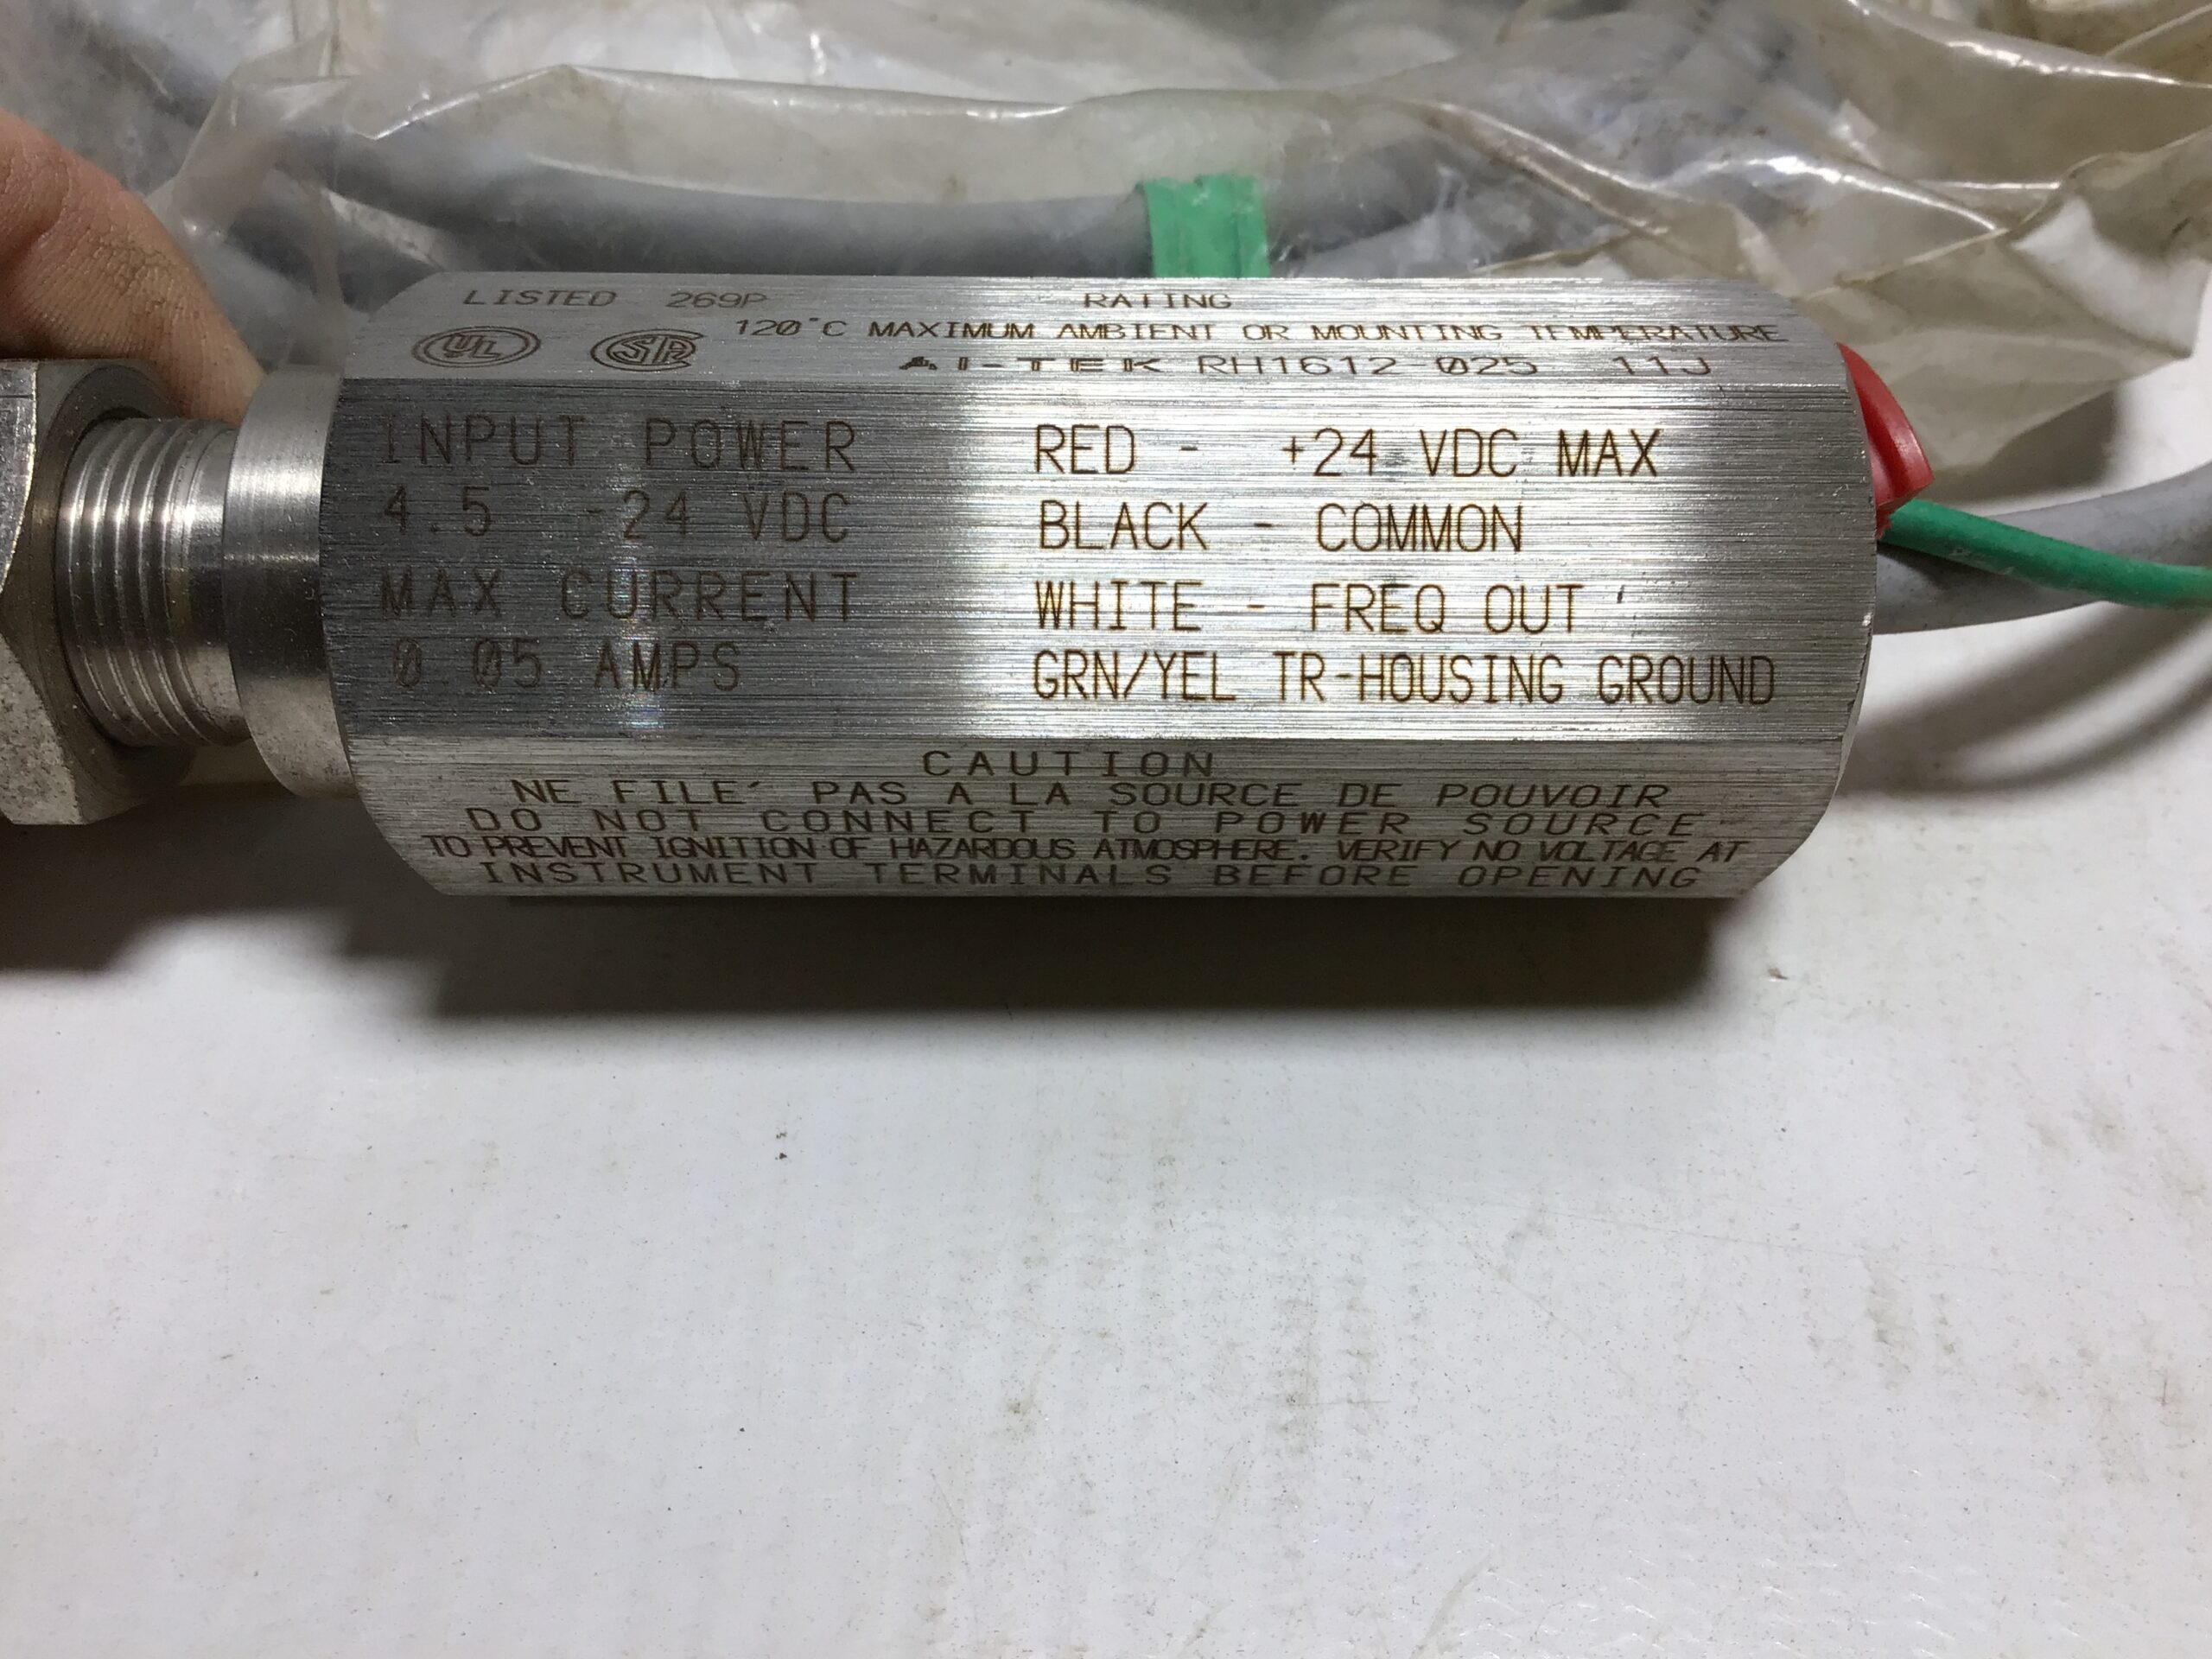 LISTED 269P RATING
UL SA 120°C MAXIMUM AMBIENT OR MOUNTING TEMPERATURE
AI-TEK RH1612-025 11J
INPUT POWER
4.5 -24 VDC
MAX CURRENT
0.05 AMPS
RED - +24 VDC MAX
BLACK - COMMON
WHITE - FREQ OUT
GRN/YEL TR-HOUSING GROUND
CAUTION
NE FILE´ PAS A LA SOURCE DE POUVOIR
DO NOT CONNECT TO POWER SOURCE
TO PREVENT IGNITION OF HAZARDOUS ATMOSPHERE. VERIFY NO VOLTAGE AT
INSTRUMENT TERMINALS BEFORE OPENING